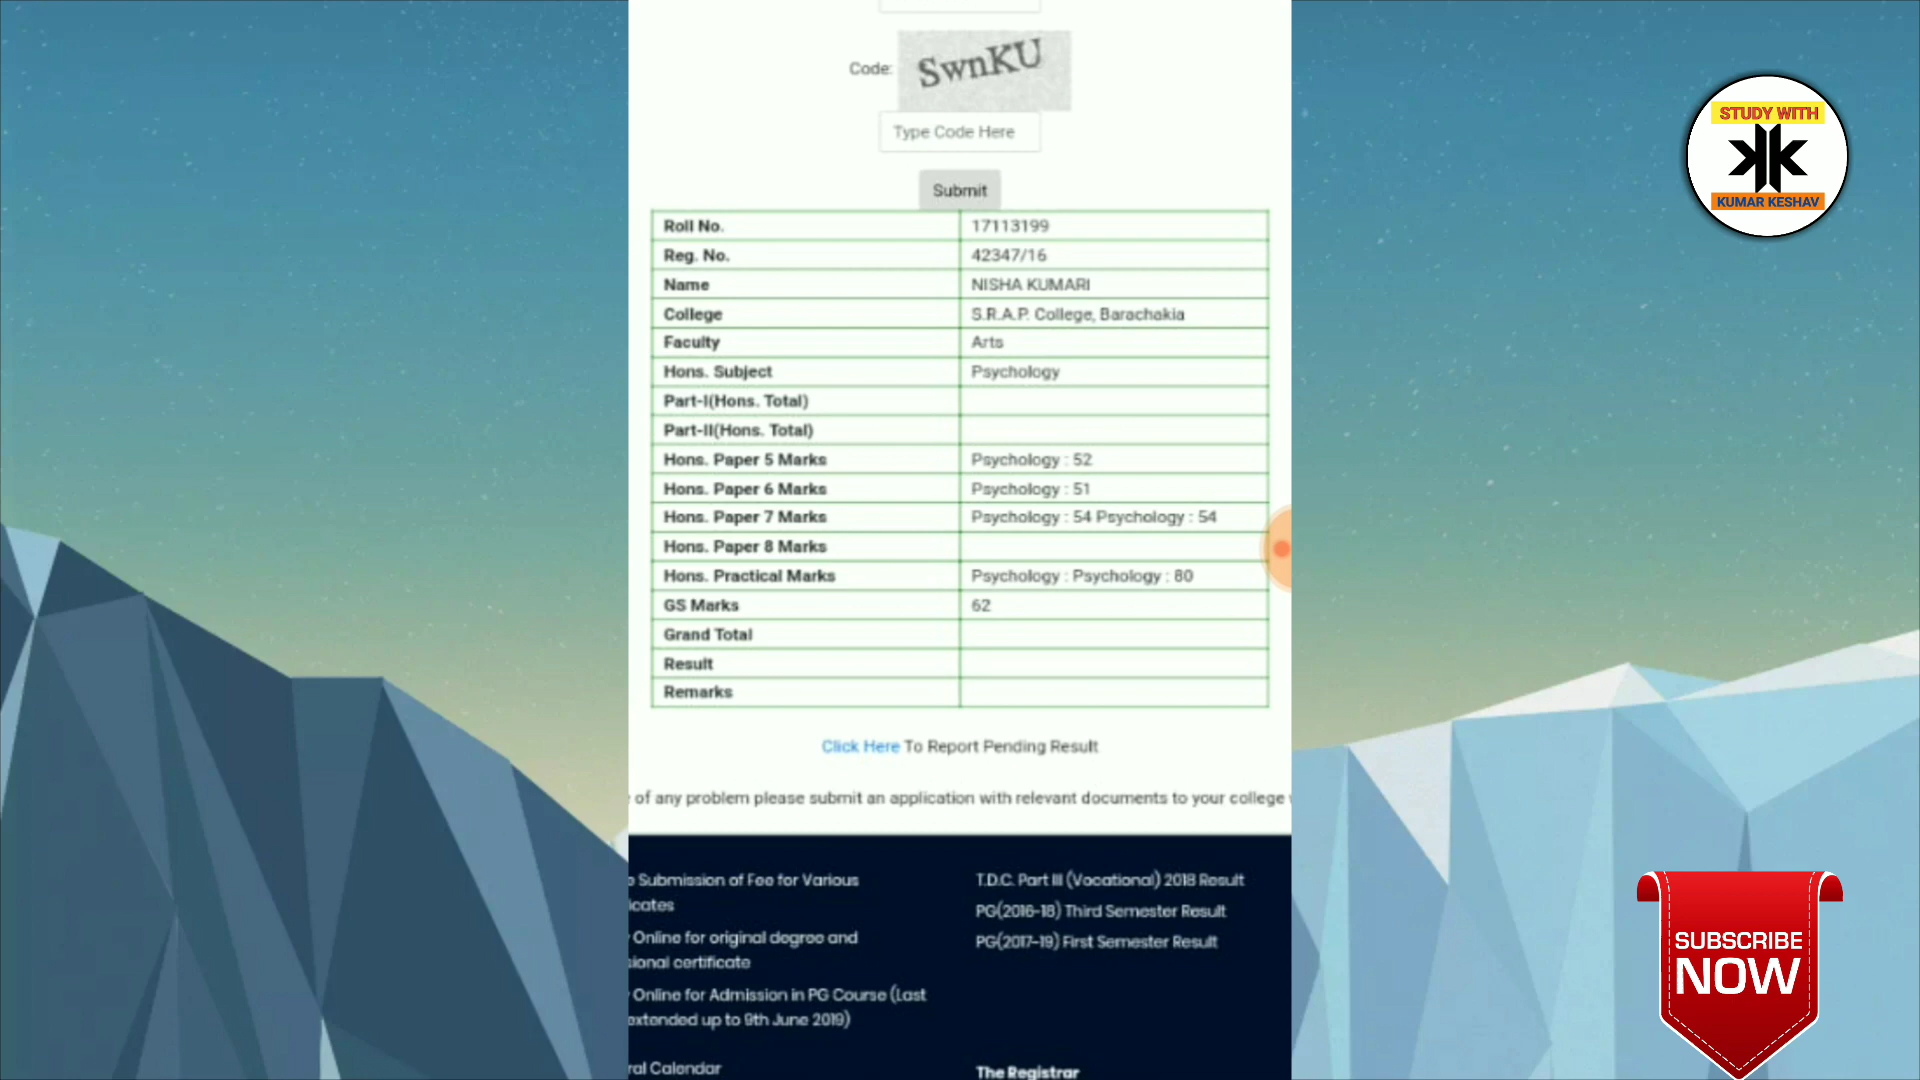 Code:
SwnKU
Type Code Here
Submit
Roll No. 17113199
Reg. No. 42347/16
Name NISHA KUMARI
College S.R.A.P. College, Barachakia
Faculty Arts
Hons. Subject Psychology
Part-I(Hons. Total)
Part-II(Hons. Total)
Hons. Paper 5 Marks Psychology : 52
Hons. Paper 6 Marks Psychology : 51
Hons. Paper 7 Marks Psychology : 54 Psychology : 54
Hons. Paper 8 Marks
Hons. Practical Marks Psychology : Psychology : 80
GS Marks 62
Grand Total
Result
Remarks
Click Here To Report Pending Result
of any problem please submit an application with relevant documents to your college
Submission of Fee for Various
icates
Online for original degree and
sional certificate
Online for Admission in PG Course (Last
extended up to 9th June 2019)
ral Calendar
T.D.C. Part III (Vocational) 2018 Result
PG(2016-18) Third Semester Result
PG(2017-19) First Semester Result
The Registrar
STUDY WITH
KK
KUMAR KESHAV
SUBSCRIBE
NOW